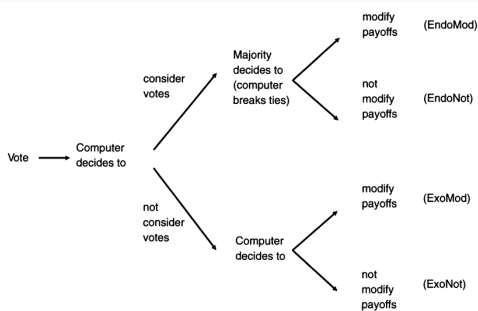 Vote
Computer
decides to
consider
votes
not
consider
votes
Majority
decides to
(computer
breaks ties)
Computer
decides to
modify
payoffs
(EndoMod)
not
modify
payoffs
(EndoNot)
modify
payoffs
(ExoMod)
not
modify
payoffs
(ExoNot)